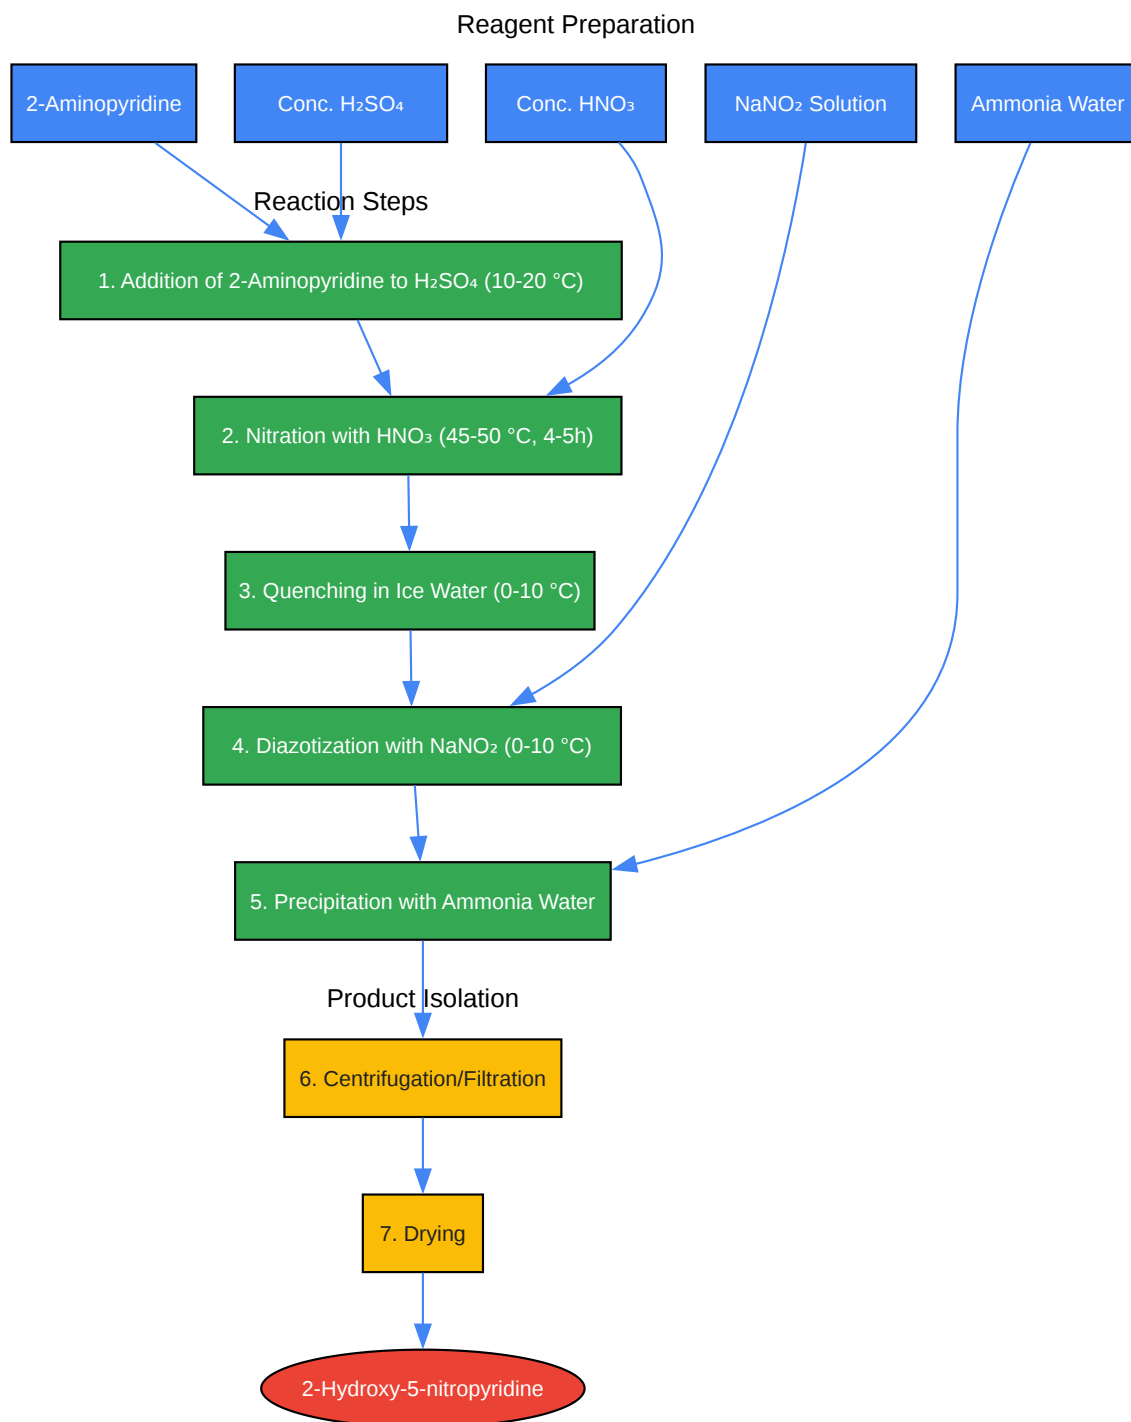 Reagent Preparation
2-Aminopyridine
Conc. H₂SO₄
Conc. HNO₃
NaNO₂ Solution
Ammonia Water
Reaction Steps
1. Addition of 2-Aminopyridine to H₂SO₄ (10-20 °C)
2. Nitration with HNO₃ (45-50 °C, 4-5h)
3. Quenching in Ice Water (0-10 °C)
4. Diazotization with NaNO₂ (0-10 °C)
5. Precipitation with Ammonia Water
Product Isolation
6. Centrifugation/Filtration
7. Drying
2-Hydroxy-5-nitropyridine